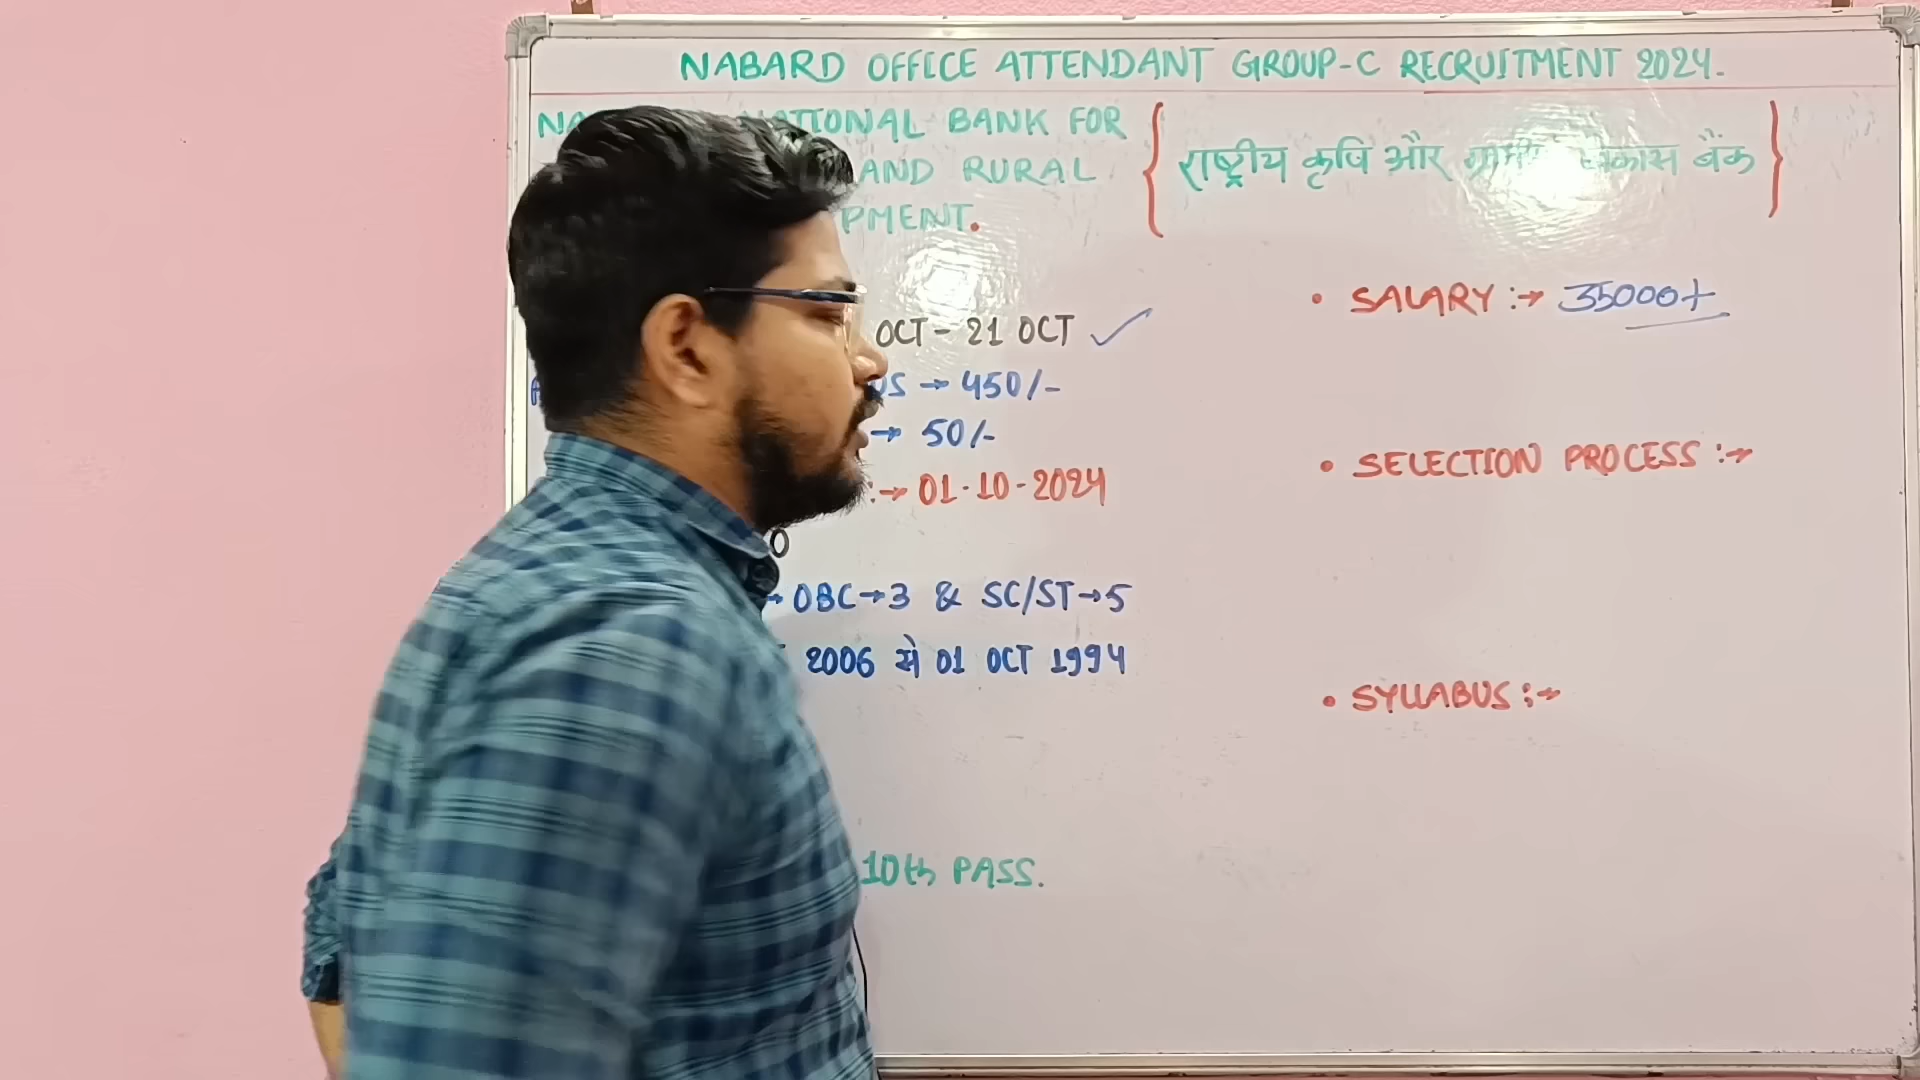 NABARD OFFICE ATTENDANT GROUP-C RECRUITMENT 2024.
NATIONAL BANK FOR
AND RURAL
PMENT.
{ राष्ट्रीय कृषि और विकास बैंक }
OCT - 21 OCT ✓
→ 450/-
→ 50/-
:→ 01-10-2024
→ OBC→3 & SC/ST→5
2006 से 01 OCT 1994
10th PASS.
• SALARY :→ 35000+
• SELECTION PROCESS :→
• SYLLABUS :→